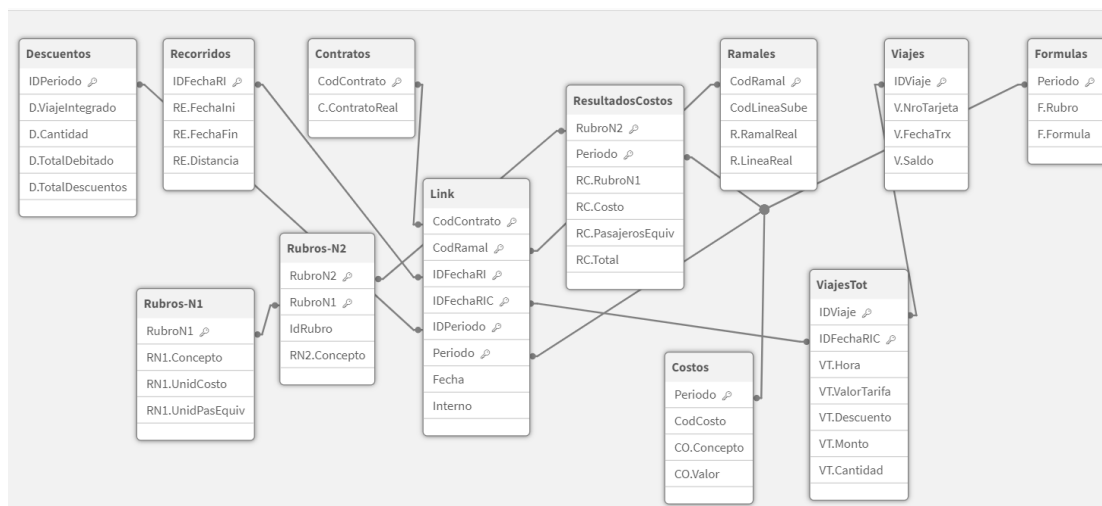 Descuentos
IDPeriodo
D.ViajeIntegrado
D.Cantidad
D.TotalDebitado
D.TotalDescuentos
Recorridos
IDFechaRI
RE.FechaIni
RE.FechaFin
RE.Distancia
Contratos
CodContrato
C.ContratoReal
Rubros-N1
RubroN1
RN1.Concepto
RN1.UnidCosto
RN1.UnidPasEquiv
Rubros-N2
RubroN2
RubroN1
IdRubro
RN2.Concepto
Link
CodContrato
CodRamal
IDFechaRI
IDFechaRIC
IDPeriodo
Periodo
Fecha
Interno
ResultadosCostos
RubroN2
Periodo
RC.RubroN1
RC.Costo
RC.PasajerosEquiv
RC.Total
Ramales
CodRamal
CodLineaSube
R.RamalReal
R.LineaReal
Costos
Periodo
CodCosto
CO.Concepto
CO.Valor
Viajes
IDViaje
V.NroTarjeta
V.FechaTrx
V.Saldo
ViajesTot
IDViaje
IDFechaRIC
VT.Hora
VT.ValorTarifa
VT.Descuento
VT.Monto
VT.Cantidad
Formulas
Periodo
F.Rubro
F.Formula